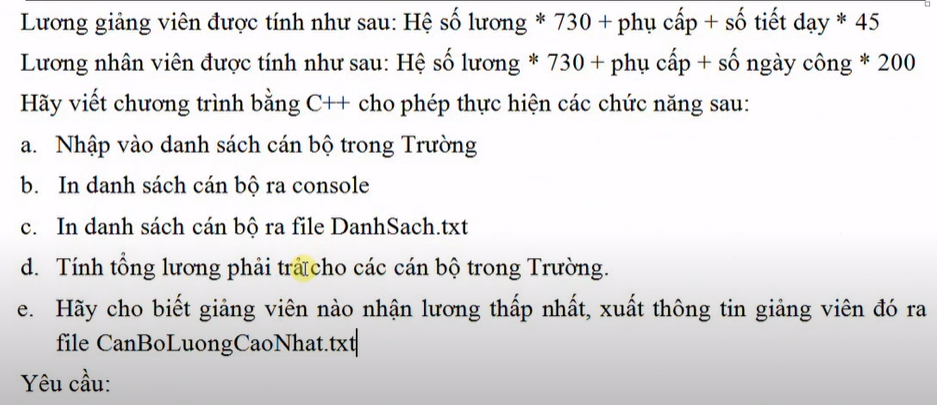 Lương giảng viên được tính như sau: Hệ số lương * 730 + phụ cấp + số tiết dạy * 45
Lương nhân viên được tính như sau: Hệ số lương * 730 + phụ cấp + số ngày công * 200
Hãy viết chương trình bằng C++ cho phép thực hiện các chức năng sau:
a. Nhập vào danh sách cán bộ trong Trường
b. In danh sách cán bộ ra console
c. In danh sách cán bộ ra file DanhSach.txt
d. Tính tổng lương phải trả cho các cán bộ trong Trường.
e. Hãy cho biết giảng viên nào nhận lương thấp nhất, xuất thông tin giảng viên đó ra
file CanBoLuongCaoNhat.txt
Yêu cầu: